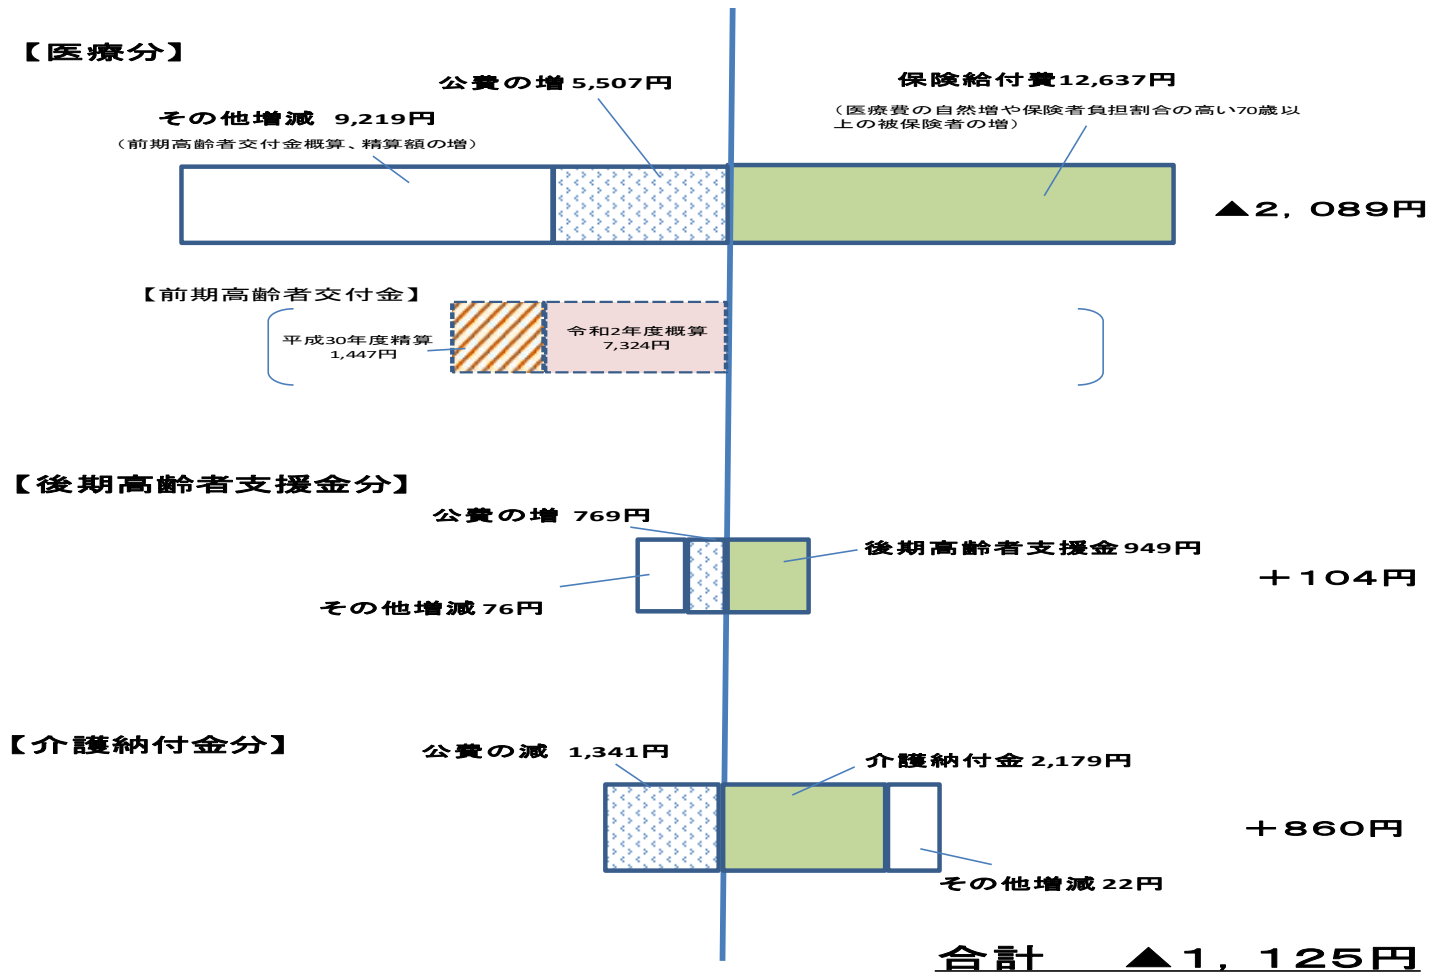 【医療分】
公費の増 5,507円
保険給付費12,637円
（医療費の自然増や保険者負担割合の高い70歳以
上の被保険者の増）
その他増減 9,219円
（前期高齢者交付金概算、精算額の増）
▲2，089円
【前期高齢者交付金】
平成30年度精算
1,447円
令和2年度概算
7,324円
【後期高齢者支援金分】
公費の増 769円
後期高齢者支援金949円
その他増減 76円
＋104円
【介護納付金分】
公費の減 1,341円
介護納付金 2,179円
＋860円
その他増減 22円
合計 ▲1，125円